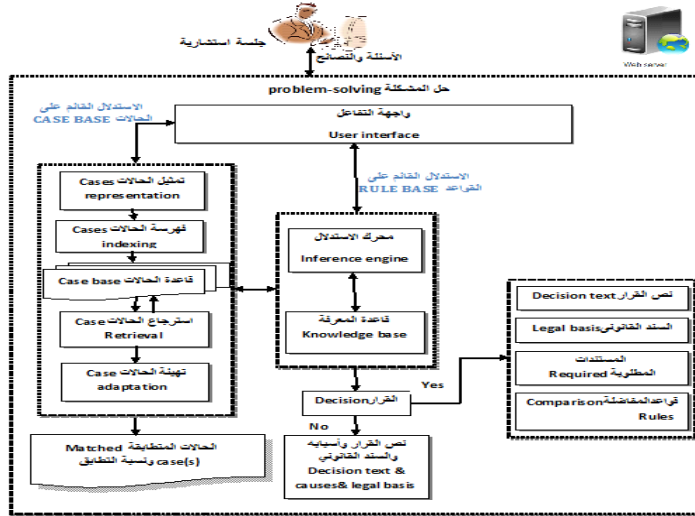 جلسة استشارية
الأسئلة والنصائح
Web server
حل المشكلة problem-solving
الاستدلال القائم على
الحالات CASE BASE
واجهة التفاعل
User interface
الاستدلال القائم على
القواعد RULE BASE
تمثيل الحالات Cases
representation
فهرسة الحالات Cases
indexing
قاعدة الحالات Case base
استرجاع الحالات Case
Retrieval
تهيئة الحالات Case
adaptation
الحالات المتطابقة Matched
case(s) ونسبة التطابق
محرك الاستدلال
Inference engine
قاعدة المعرفة
Knowledge base
القرار Decision
Yes
No
نص القرار وأسبابه
والسند القانوني
Decision text &
causes& legal basis
نص القرار Decision text
السند القانونى Legal basis
المستندات
المطلوبة Required
قواعدالمفاضلة Comparison
Rules